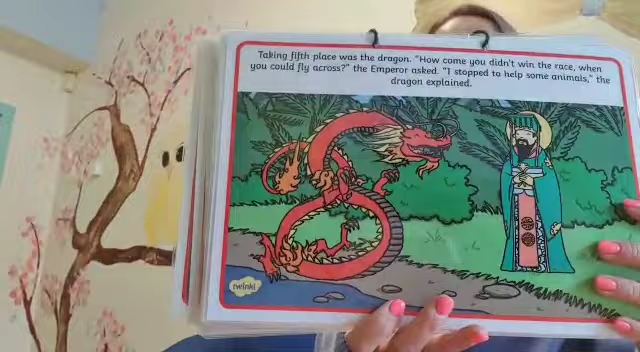 Taking fifth place was the dragon. "How come you didn't win the race, when
you could fly across?" the Emperor asked. "I stopped to help some animals," the
dragon explained.
twinkl